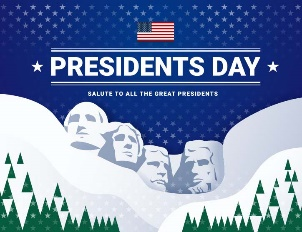 PRESIDENTS DAY
SALUTE TO ALL THE GREAT PRESIDENTS